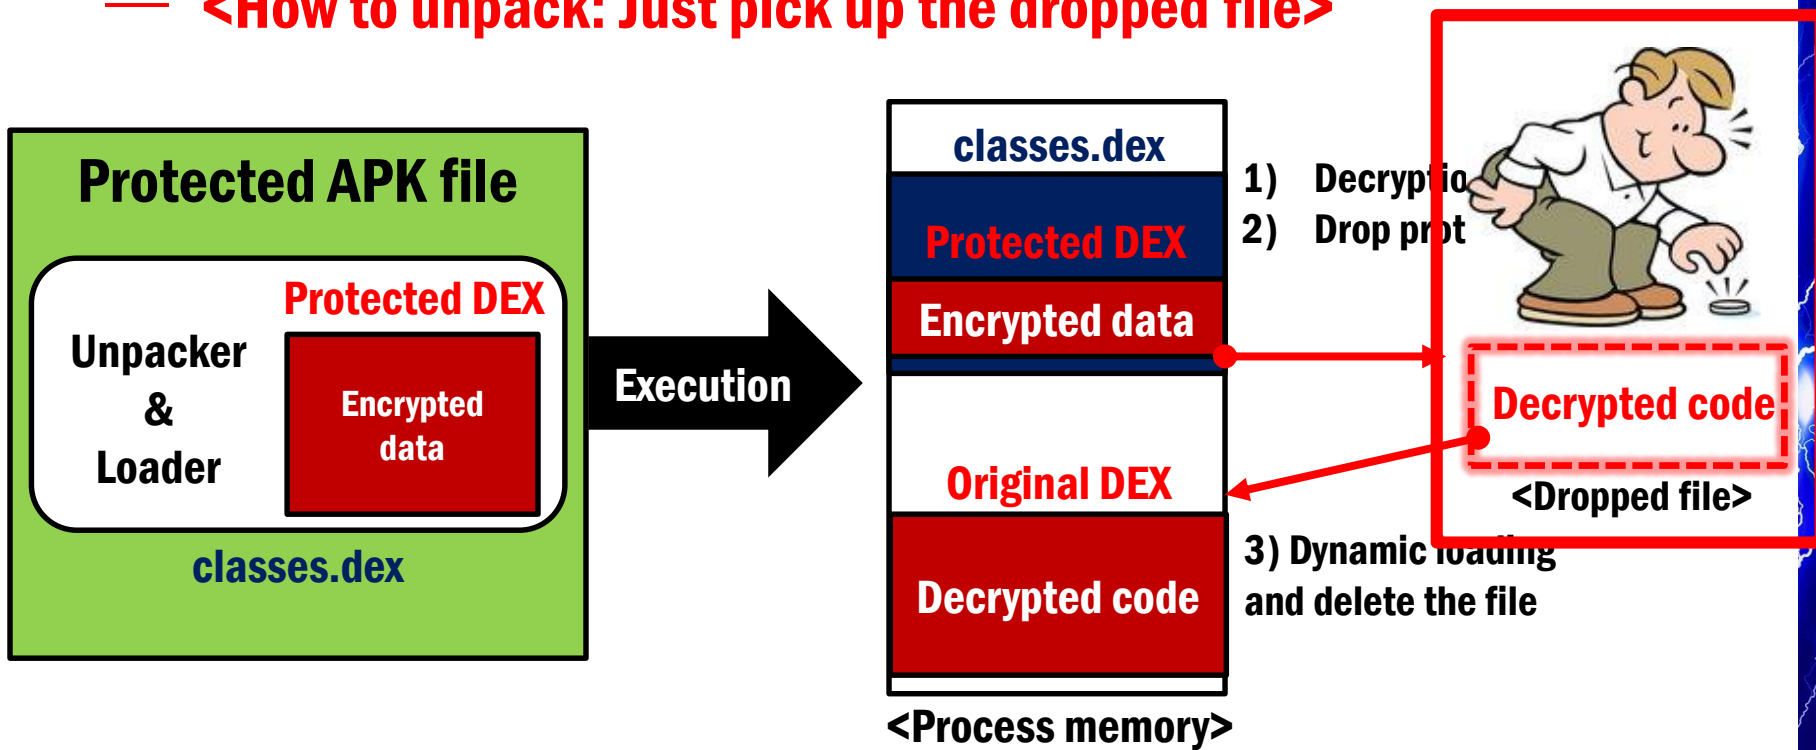 <How to unpack: Just pick up the dropped file>
Protected APK file
Protected DEX
Unpacker
&
Loader
Encrypted
data
classes.dex
Execution
classes.dex
Protected DEX
Encrypted data
Original DEX
Decrypted code
<Process memory>
1) 
2) Drop
Decrypted code
<Dropped file>
3) Dynamic loading
and delete the file